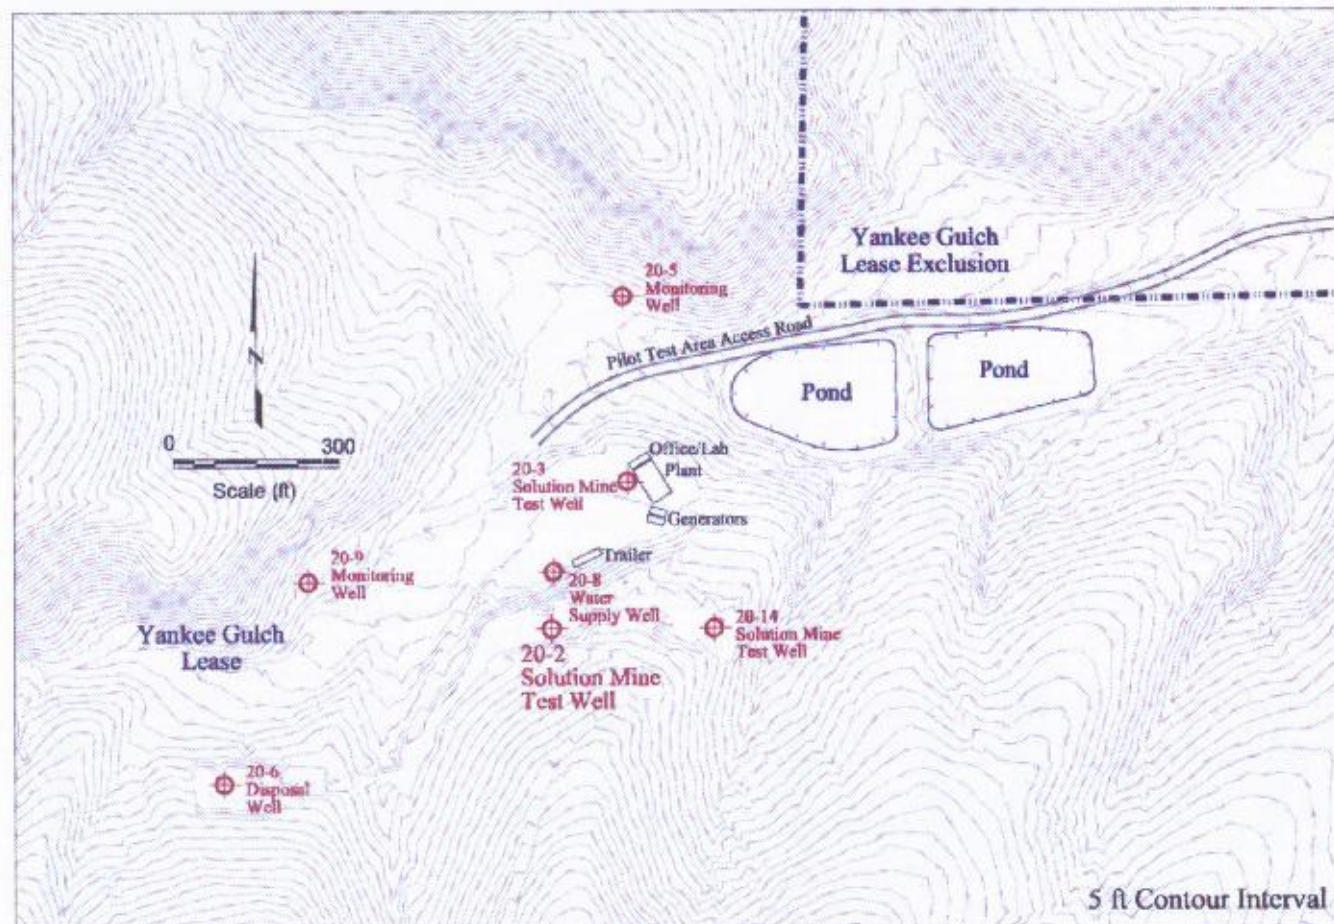 Yankee Gulch
Lease Exclusion
20-5
Monitoring
Well
Pilot Test Area Access Road
Pond
Pond
N
0 300
Scale (ft)
Office/Lab
Plant
20-3
Solution Mine
Test Well
Generators
Trailer
20-9
Monitoring
Well
20-8
Water
Supply Well
20-14
Solution Mine
Test Well
Yankee Gulch
Lease
20-2
Solution Mine
Test Well
20-6
Disposal
Well
5 ft Contour Interval